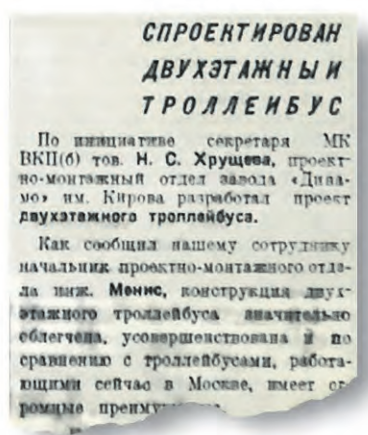 СПРОЕКТИРОВАН
ДВУХЭТАЖНЫЙ
ТРОЛЛЕЙБУС
По инициативе секретаря МК
ВКП(б) тов. Н. С. Хрущева, проект-
но-монтажный отдел завода «Дина-
мо» им. Кирова разработал проект
двухэтажного троллейбуса.
Как сообщил нашему сотруднику
начальник проектно-монтажного отде-
ла инж. Менис, конструкция двух-
этажного троллейбуса значительно
облегчена, усовершенствована и по
сравнению с троллейбусами, работа-
ющими сейчас в Москве, имеет ог-
ромные